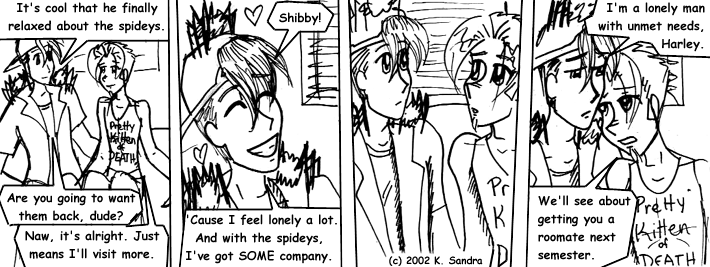 It's cool that he finally
relaxed about the spideys.
Pretty
Kitten
of
DEATH
Are you going to want
them back, dude?
Naw, it's alright. Just
means I'll visit more.
Shibby!
'Cause I feel lonely a lot.
And with the spideys,
I've got SOME company.
Pr
K
D
(c) 2002 K. Sandra
I'm a lonely man
with unmet needs,
Harley.
We'll see about
getting you a
roomate next
semester.
Pretty
Kitten
of
DEATH